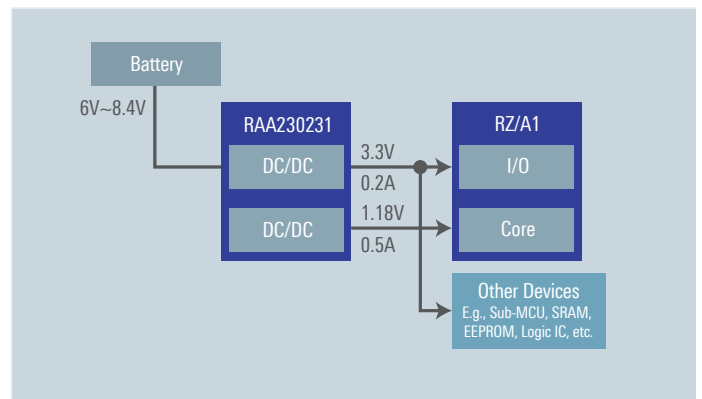 Battery
6V~8.4V
RAA230231
RZ/A1
DC/DC
3.3V
0.2A
I/O
DC/DC
1.18V
0.5A
Core
Other Devices
E.g., Sub-MCU, SRAM,
EEPROM, Logic IC, etc.